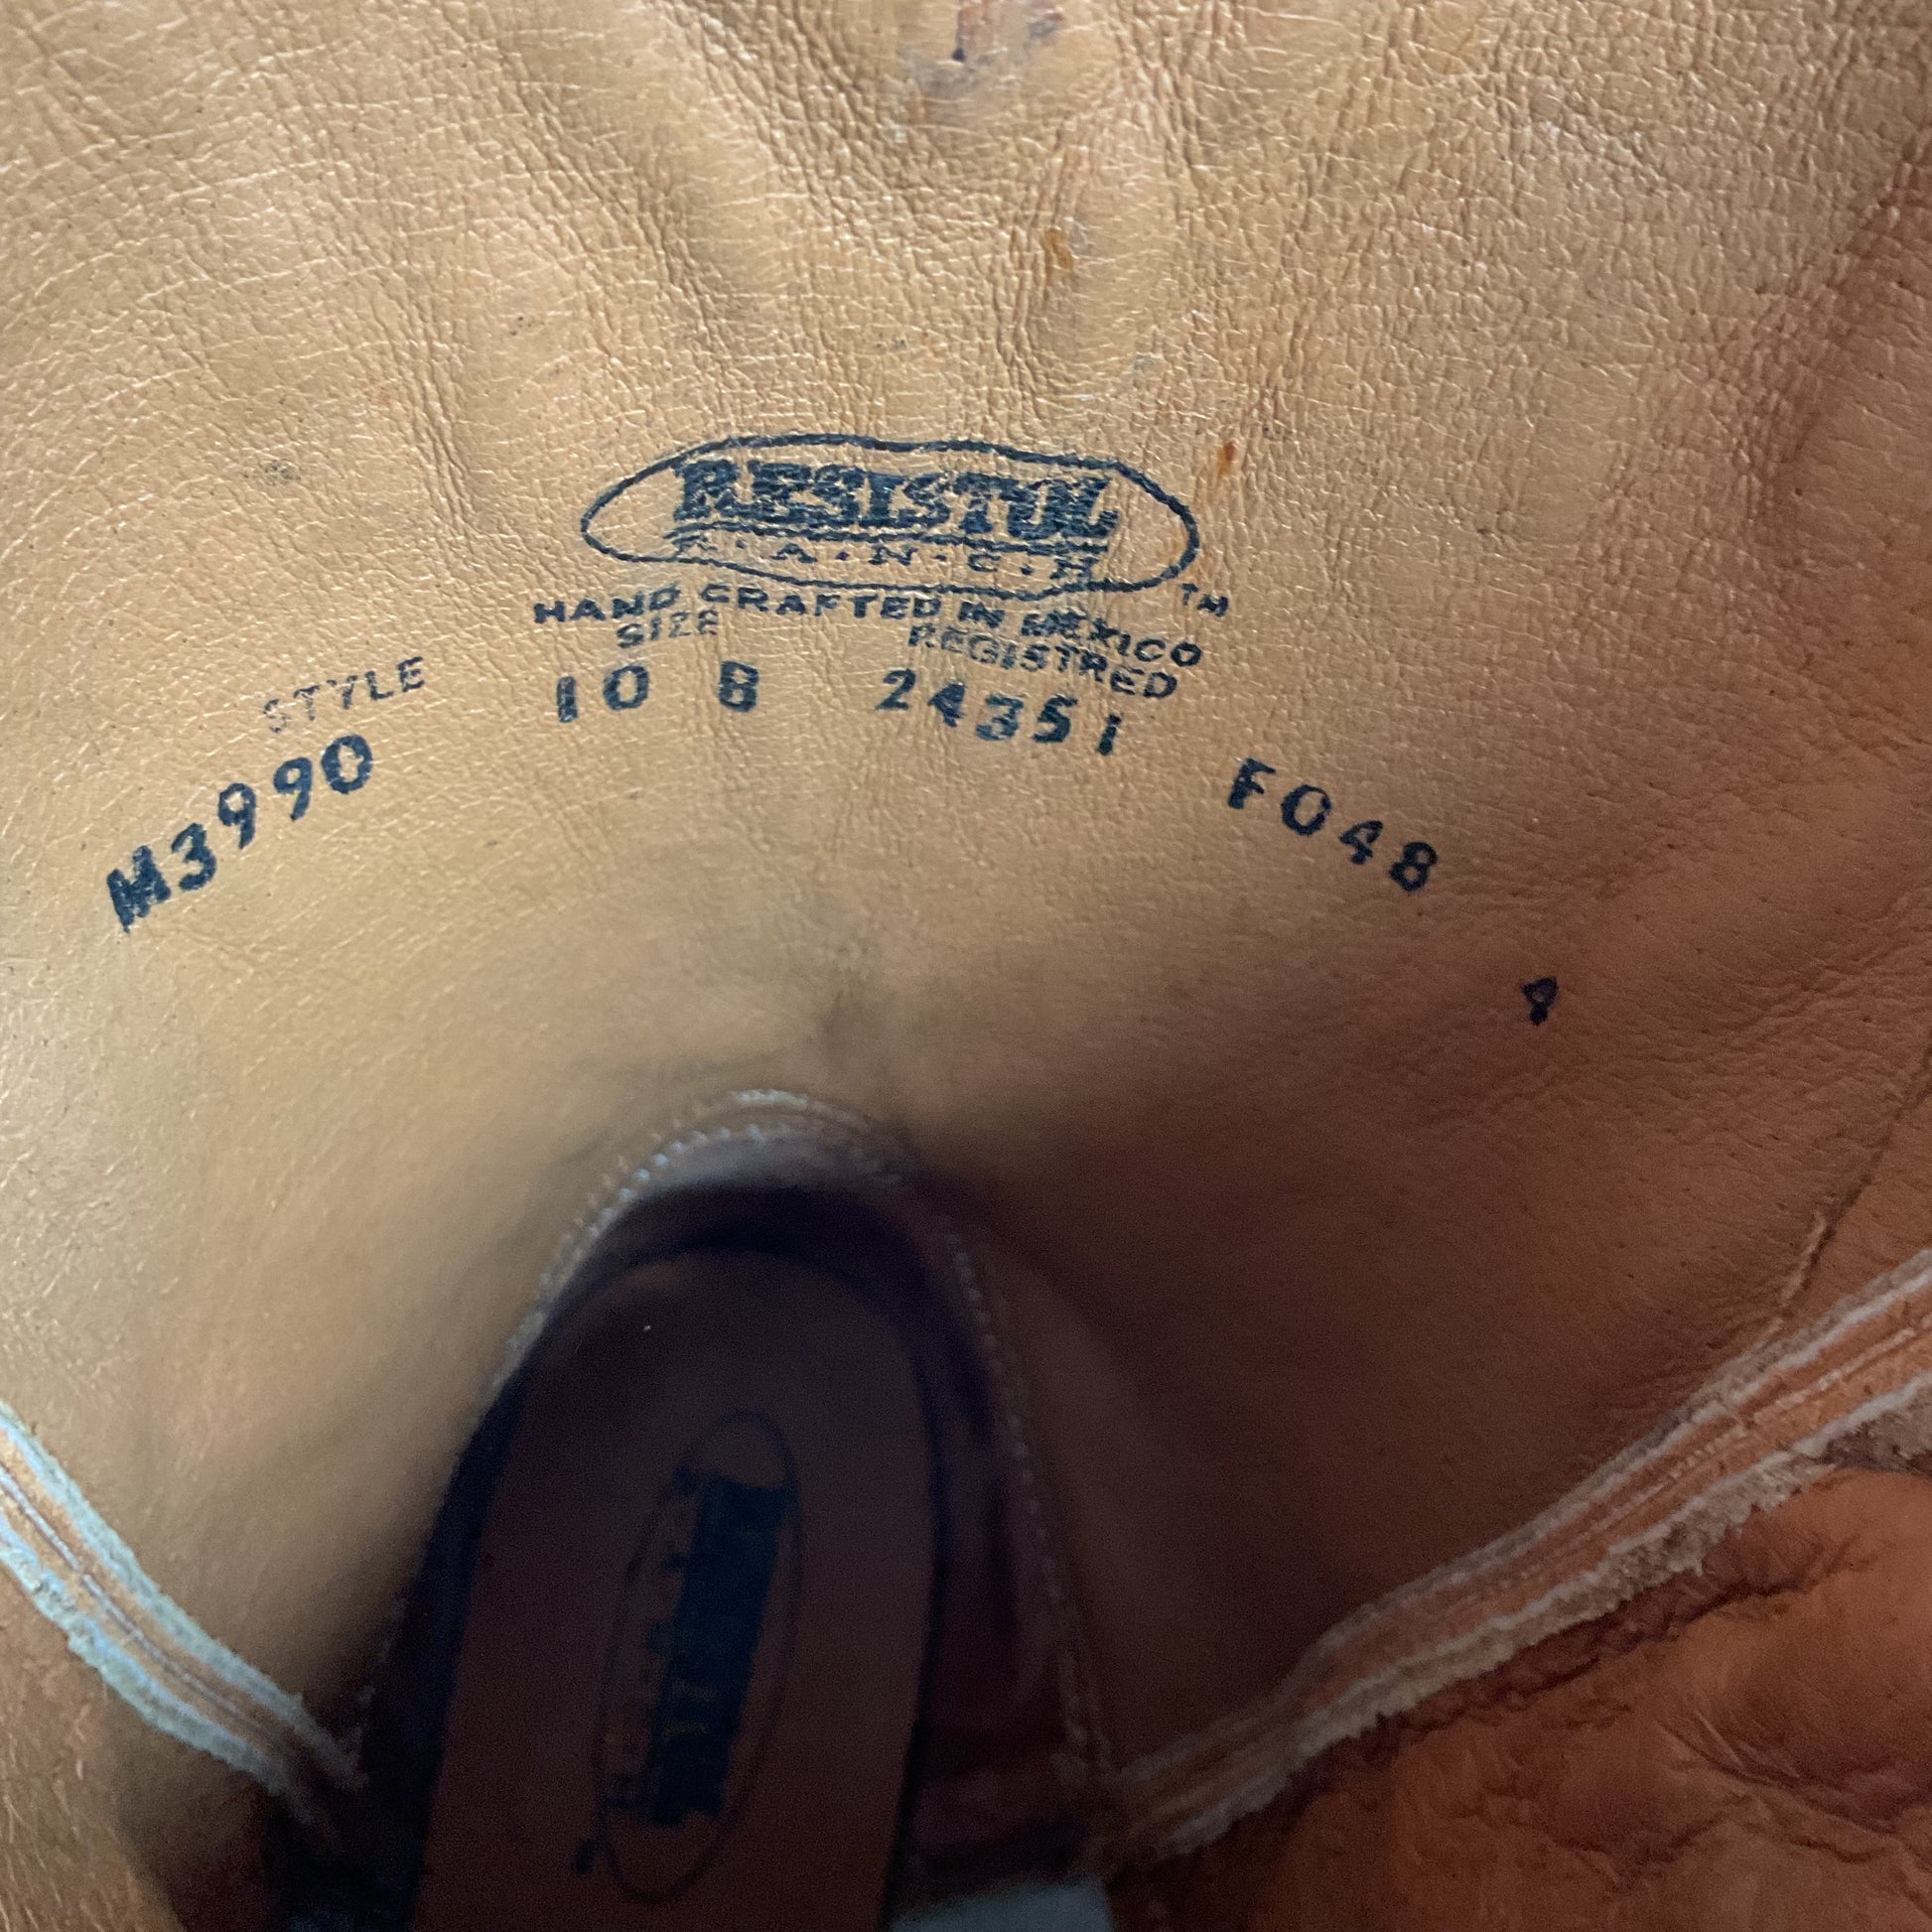 RESISTOL
R·A·N·C·H
TM
HAND CRAFTED IN MEXICO
SIZE REGISTRED
STYLE
10 B 24351
M3990 F048